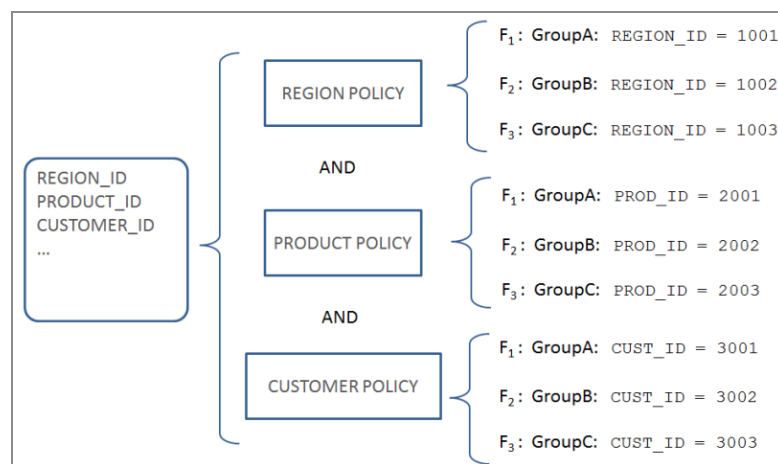 REGION_ID
PRODUCT_ID
CUSTOMER_ID
...
REGION POLICY
F₁: GroupA: REGION_ID = 1001
F₂: GroupB: REGION_ID = 1002
F₃: GroupC: REGION_ID = 1003
AND
PRODUCT POLICY
F₁: GroupA: PROD_ID = 2001
F₂: GroupB: PROD_ID = 2002
F₃: GroupC: PROD_ID = 2003
AND
CUSTOMER POLICY
F₁: GroupA: CUST_ID = 3001
F₂: GroupB: CUST_ID = 3002
F₃: GroupC: CUST_ID = 3003